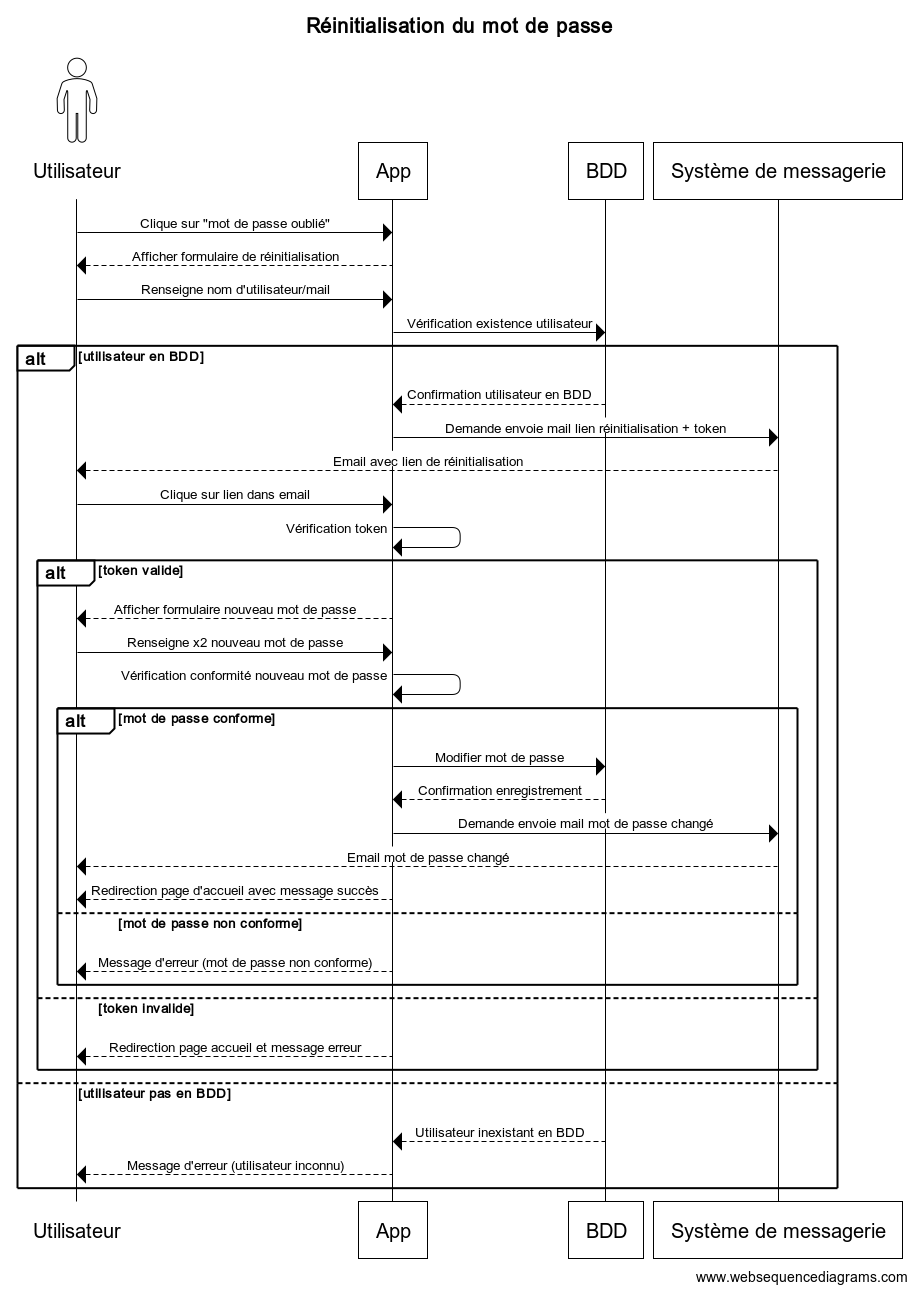 Réinitialisation du mot de passe
Utilisateur
App
BDD
Système de messagerie
Clique sur "mot de passe oublié"
Afficher formulaire de réinitialisation
Renseigne nom d'utilisateur/mail
Vérification existence utilisateur
alt
[utilisateur en BDD]
Confirmation utilisateur en BDD
Demande envoie mail lien réinitialisation + token
Email avec lien de réinitialisation
Clique sur lien dans email
Vérification token
alt
[token valide]
Afficher formulaire nouveau mot de passe
Renseigne x2 nouveau mot de passe
Vérification conformité nouveau mot de passe
alt
[mot de passe conforme]
Modifier mot de passe
Confirmation enregistrement
Demande envoie mail mot de passe changé
Email mot de passe changé
Redirection page d'accueil avec message succès
[mot de passe non conforme]
Message d'erreur (mot de passe non conforme)
[token invalide]
Redirection page accueil et message erreur
[utilisateur pas en BDD]
Utilisateur inexistant en BDD
Message d'erreur (utilisateur inconnu)
Utilisateur
App
BDD
Système de messagerie
www.websequencediagrams.com